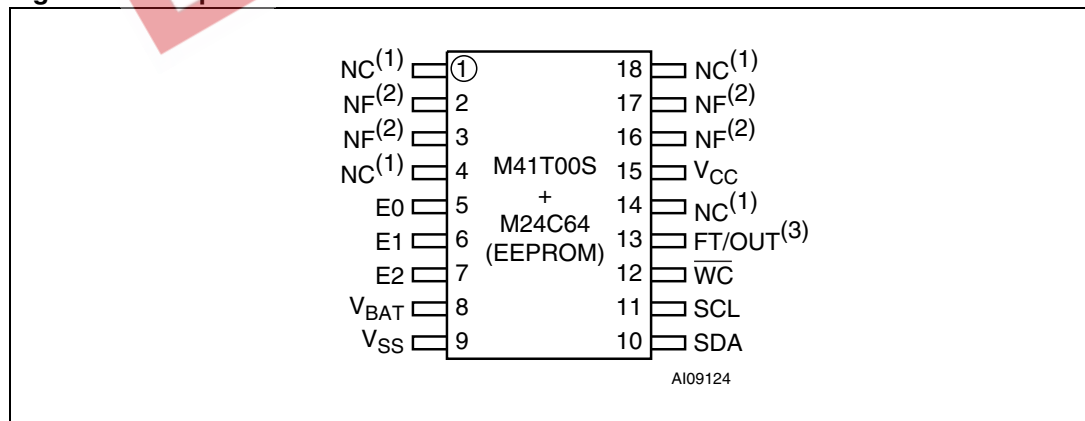 NC(1) 1 18 NC(1)
NF(2) 2 17 NF(2)
NF(2) 3 16 NF(2)
NC(1) 4 M41T00S 15 VCC
E0 5 + 14 NC(1)
E1 6 M24C64 13 FT/OUT(3)
(EEPROM)
E2 7 12 WC
VBAT 8 11 SCL
VSS 9 10 SDA
AI09124